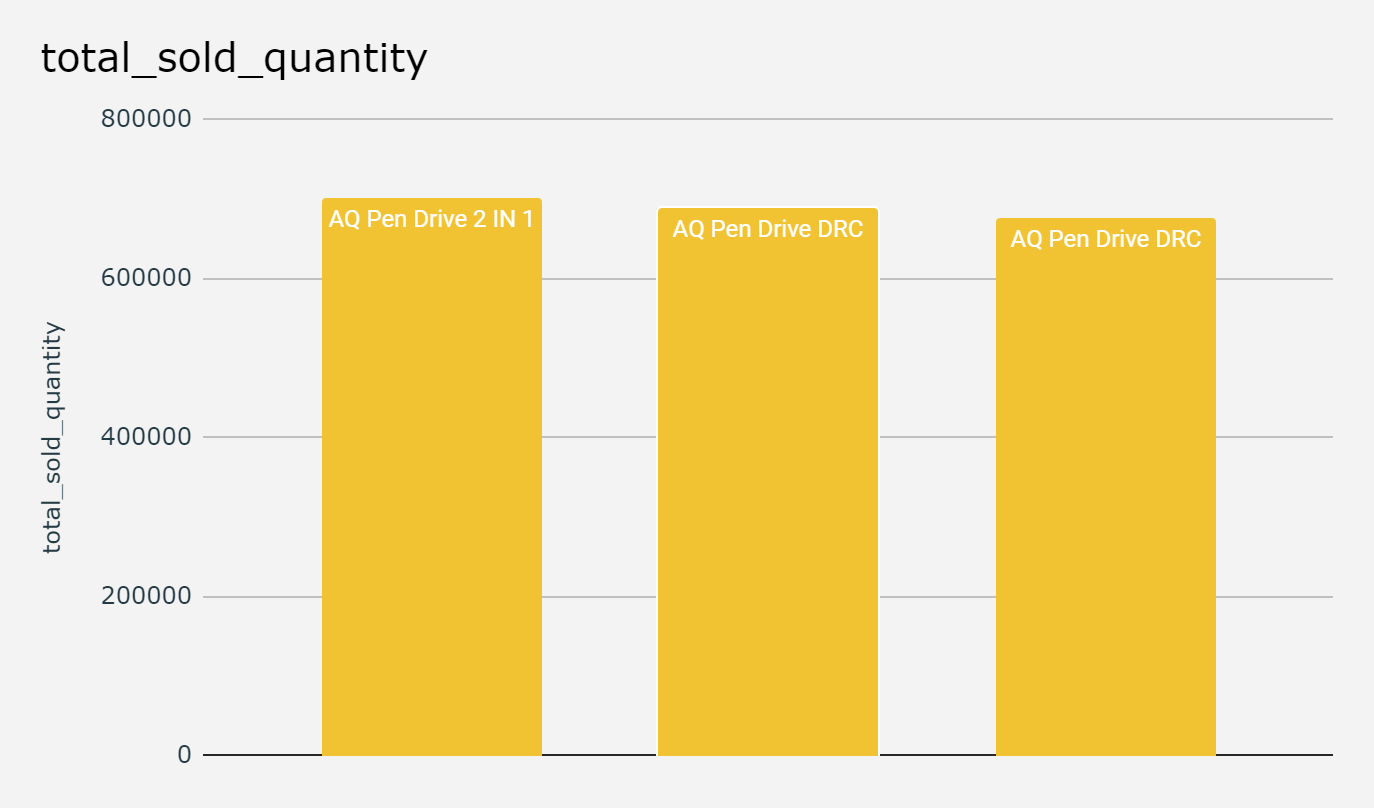 total_sold_quantity
800000
600000
400000
200000
0
total_sold_quantity
AQ Pen Drive 2 IN 1
AQ Pen Drive DRC
AQ Pen Drive DRC